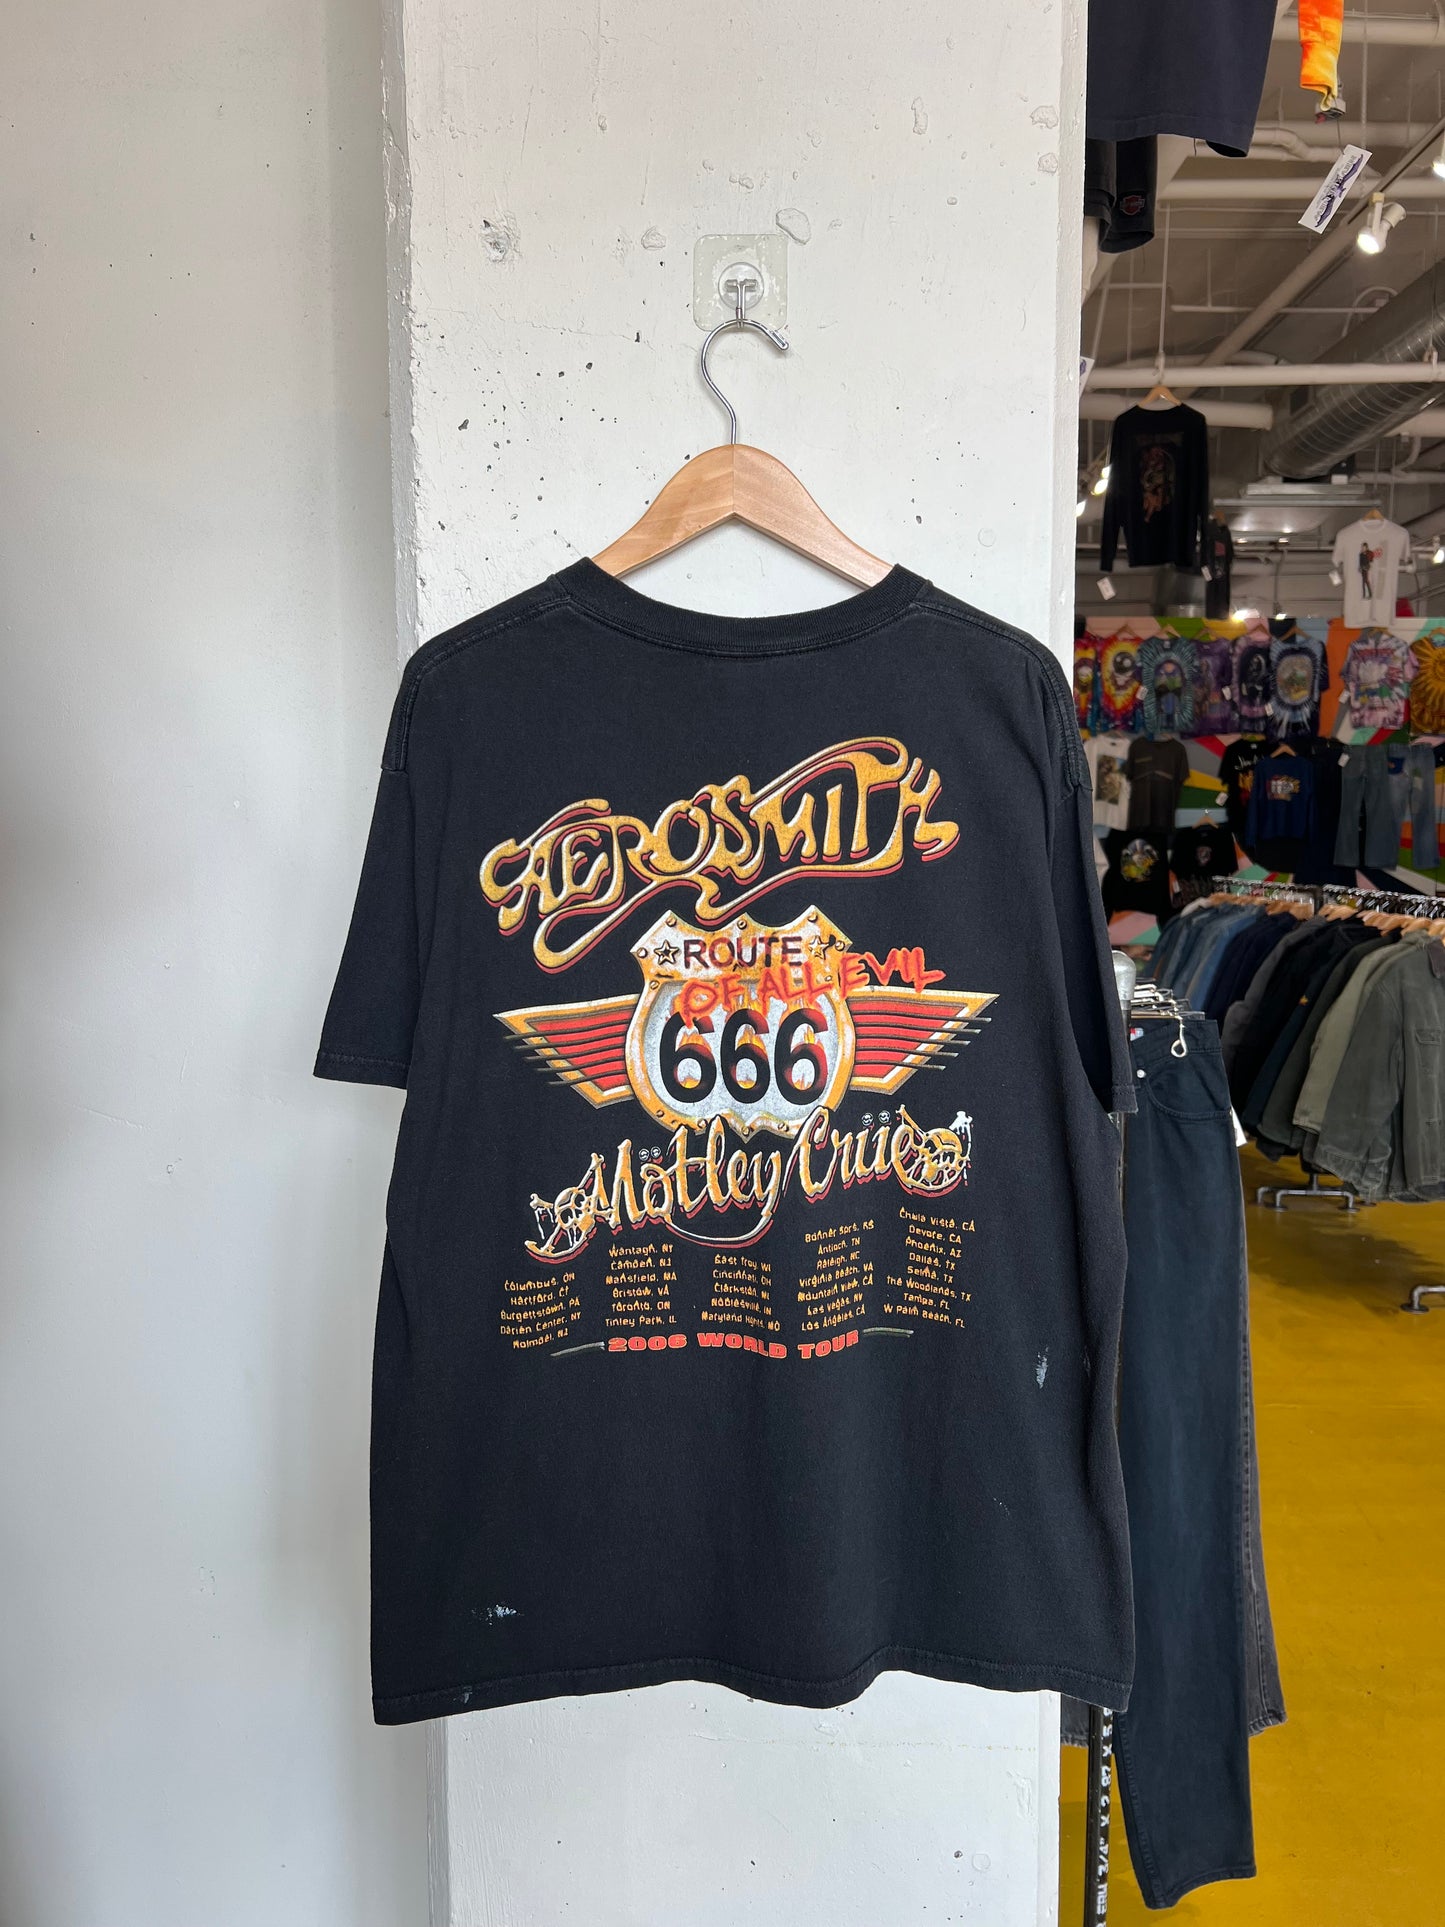 AEROSMITH
ROUTE
OF ALL EVIL
666
Mötley Crüe
Columbus, OH
Hartford, CT
Burgettstown, PA
Darien Center, NY
Holmdel, NJ
Wantagh, NY
Camden, NJ
Mansfield, MA
Bristow, VA
Toronto, ON
Tinley Park, IL
East Troy, WI
Cincinnati, OH
Clarkston, MI
Noblesville, IN
Maryland Heights, MO
Bonner Sprs, KS
Antioch, TN
Raleigh, NC
Virginia Beach, VA
Mountain View, CA
Las Vegas, NV
Los Angeles, CA
Chula Vista, CA
Devore, CA
Phoenix, AZ
Dallas, TX
Selma, TX
The Woodlands, TX
Tampa, FL
W Palm Beach, FL
2006 WORLD TOUR